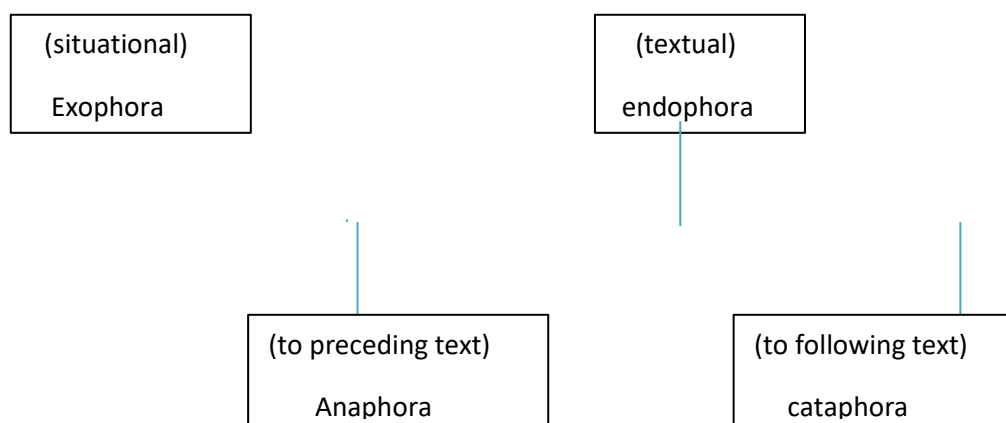 (situational)
Exophora
(textual)
endophora
(to preceding text)
Anaphora
(to following text)
cataphora